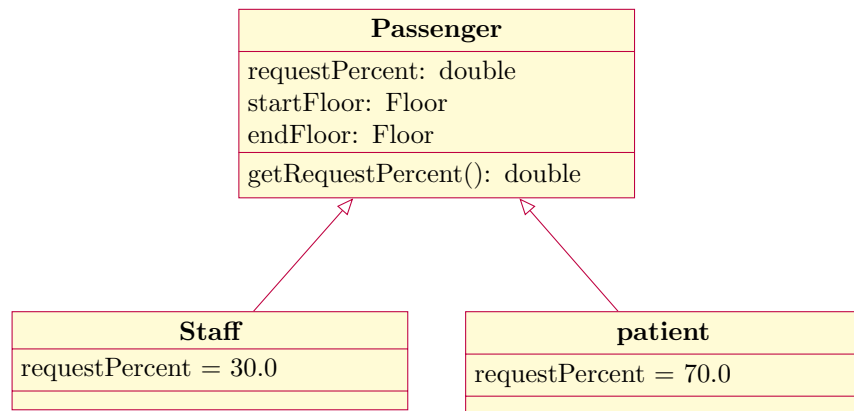 Passenger
requestPercent: double
startFloor: Floor
endFloor: Floor
getRequestPercent(): double
Staff
requestPercent = 30.0
patient
requestPercent = 70.0